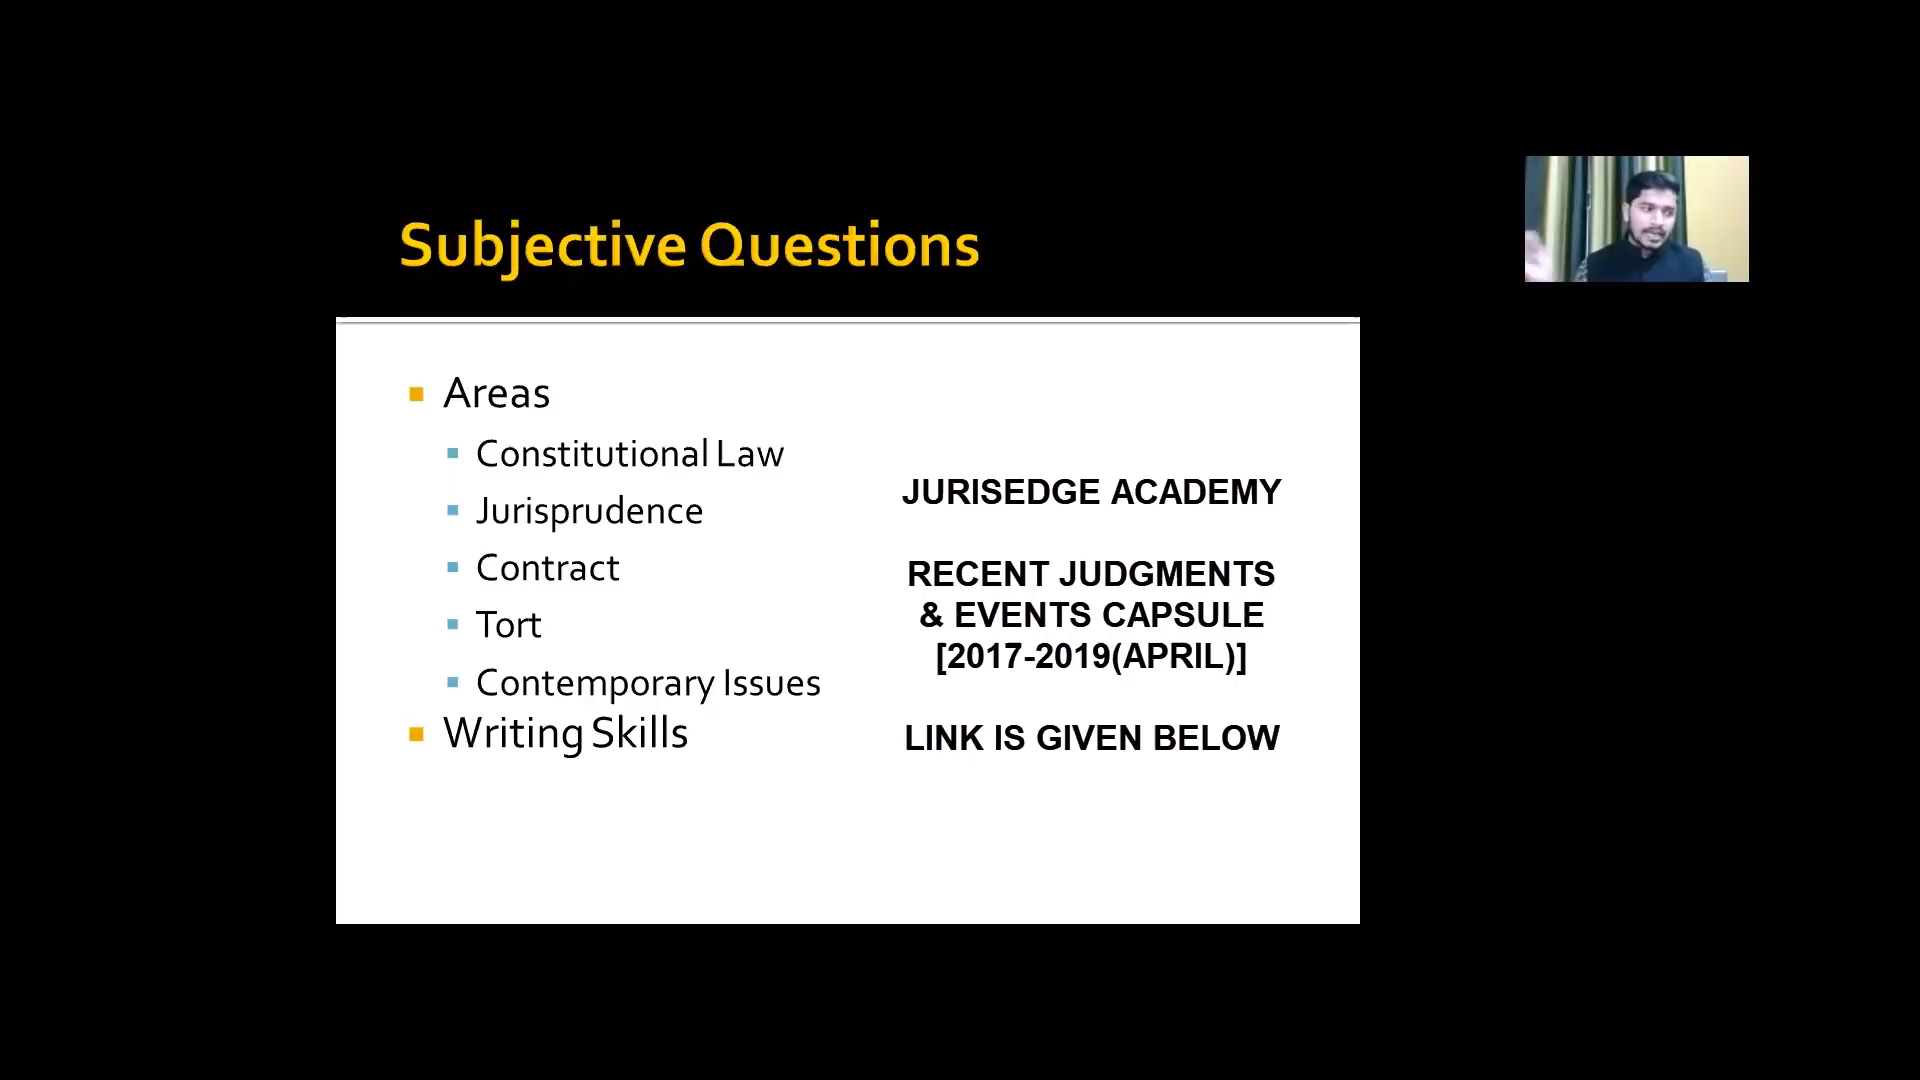 Subjective Questions
Areas
Constitutional Law
Jurisprudence
Contract
Tort
Contemporary Issues
Writing Skills
JURISEDGE ACADEMY
RECENT JUDGMENTS
& EVENTS CAPSULE
[2017-2019(APRIL)]
LINK IS GIVEN BELOW